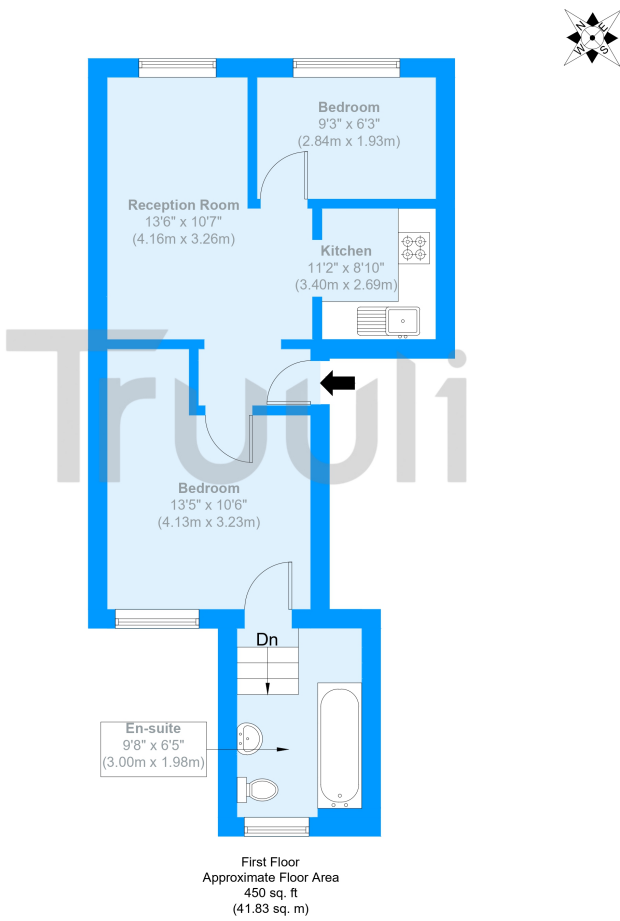 N
E
W
S
Bedroom
9'3" x 6'3"
(2.84m x 1.93m)
Reception Room
13'6" x 10'7"
(4.16m x 3.26m)
Kitchen
11'2" x 8'10"
(3.40m x 2.69m)
Truuli
Bedroom
13'5" x 10'6"
(4.13m x 3.23m)
Dn
En-suite
9'8" x 6'5"
(3.00m x 1.98m)
First Floor
Approximate Floor Area
450 sq. ft
(41.83 sq. m)